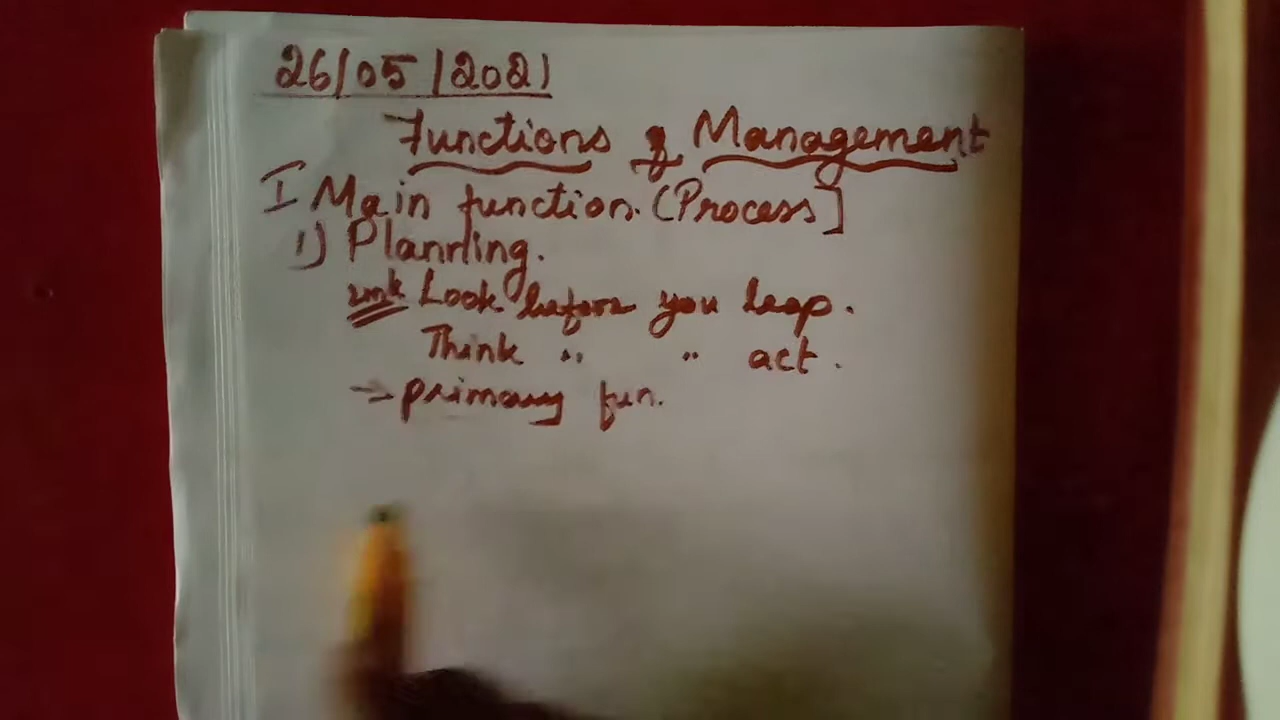 26/05/2021
Functions of Management
I Main function. (Process]
1) Planning.
Look before you leap.
Think " " act.
→ primary fun.